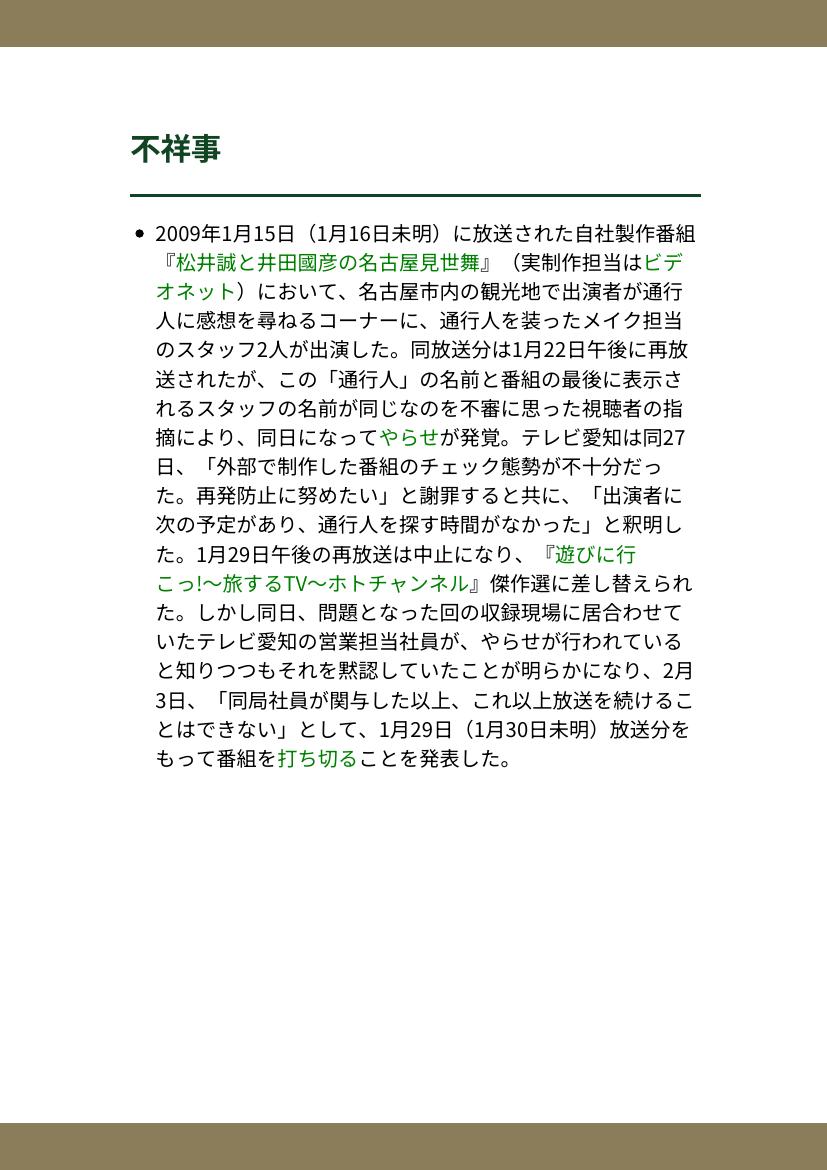 不祥事
• 2009年1月15日（1月16日未明）に放送された自社製作番組
『松井誠と井田國彦の名古屋見世舞』（実制作担当はビデ
オネット）において、名古屋市内の観光地で出演者が通行
人に感想を尋ねるコーナーに、通行人を装ったメイク担当
のスタッフ2人が出演した。同放送分は1月22日午後に再放
送されたが、この「通行人」の名前と番組の最後に表示さ
れるスタッフの名前が同じなのを不審に思った視聴者の指
摘により、同日になってやらせが発覚。テレビ愛知は同27
日、「外部で制作した番組のチェック態勢が不十分だっ
た。再発防止に努めたい」と謝罪すると共に、「出演者に
次の予定があり、通行人を探す時間がなかった」と釈明し
た。1月29日午後の再放送は中止になり、『遊びに行
こっ!〜旅するTV〜ホトチャンネル』傑作選に差し替えられ
た。しかし同日、問題となった回の収録現場に居合わせて
いたテレビ愛知の営業担当社員が、やらせが行われている
と知りつつもそれを黙認していたことが明らかになり、2月
3日、「同局社員が関与した以上、これ以上放送を続けるこ
とはできない」として、1月29日（1月30日未明）放送分を
もって番組を打ち切ることを発表した。